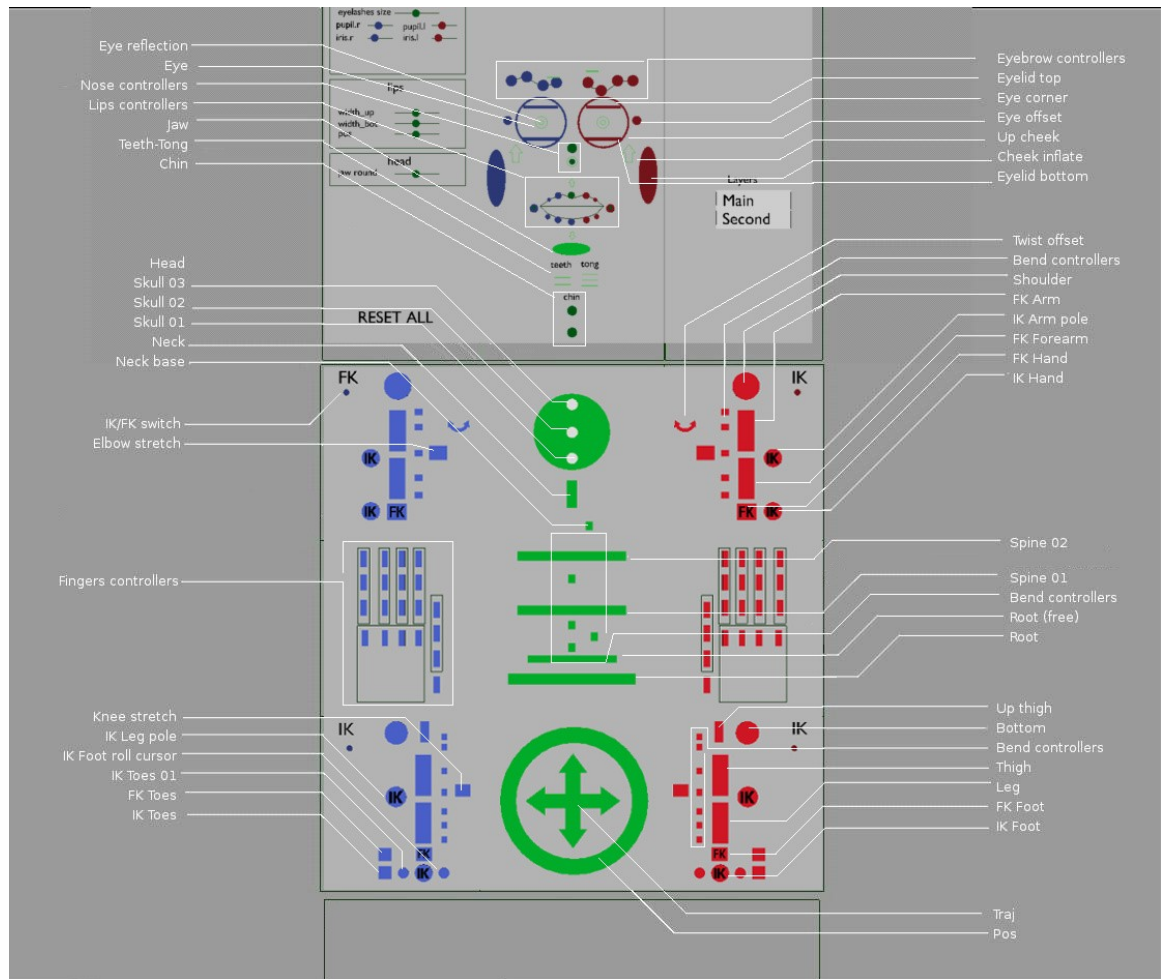 eyelashes size
pupil.r
pupil.l
iris.r
iris.l
lips
width_up
width_bot
head
jaw round
Eye reflection
Eye
Nose controllers
Lips controllers
Jaw
Teeth-Tong
Chin
Eyebrow controllers
Eyelid top
Eye corner
Eye offset
Up cheek
Cheek inflate
Eyelid bottom
Layers
Main
Second
teeth
tong
chin
RESET ALL
Head
Skull 03
Skull 02
Skull 01
Neck
Neck base
IK/FK switch
Elbow stretch
Twist offset
Bend controllers
Shoulder
FK Arm
IK Arm pole
FK Forearm
FK Hand
IK Hand
FK
IK
IK
IK
IK
FK
FK
IK
Fingers controllers
Spine 02
Spine 01
Bend controllers
Root (free)
Root
Knee stretch
IK Leg pole
IK Foot roll cursor
IK Toes 01
FK Toes
IK Toes
Up thigh
Bottom
Bend controllers
Thigh
Leg
FK Foot
IK Foot
IK
IK
IK
IK
FK
FK
IK
IK
Traj
Pos